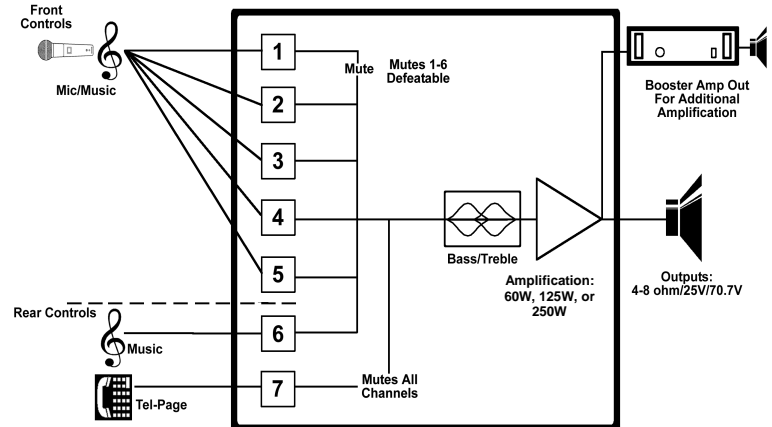 Front
Controls
Mic/Music
1
2
3
4
5
6
7
Mute
Mutes 1-6
Defeatable
Booster Amp Out
For Additional
Amplification
Bass/Treble
Amplification:
60W, 125W, or
250W
Outputs:
4-8 ohm/25V/70.7V
Rear Controls
Music
Tel-Page
Mutes All
Channels